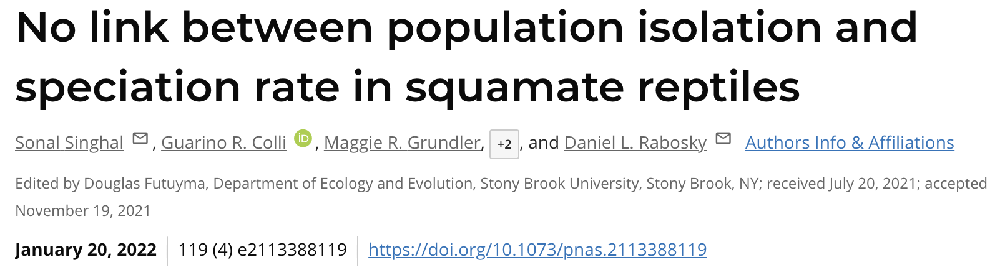 No link between population isolation and
speciation rate in squamate reptiles
Sonal Singhal, Guarino R. Colli iD, Maggie R. Grundler, +2, and Daniel L. Rabosky Authors Info & Affiliations
Edited by Douglas Futuyma, Department of Ecology and Evolution, Stony Brook University, Stony Brook, NY; received July 20, 2021; accepted
November 19, 2021
January 20, 2022 119 (4) e2113388119 https://doi.org/10.1073/pnas.2113388119